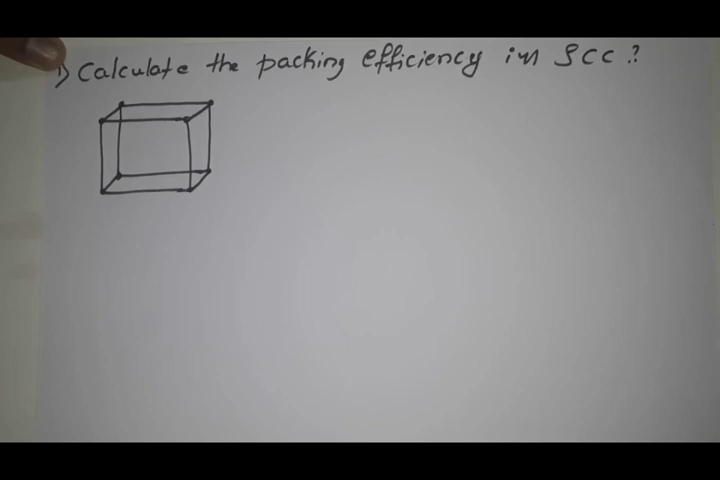 1) Calculate the packing efficiency in SCC?